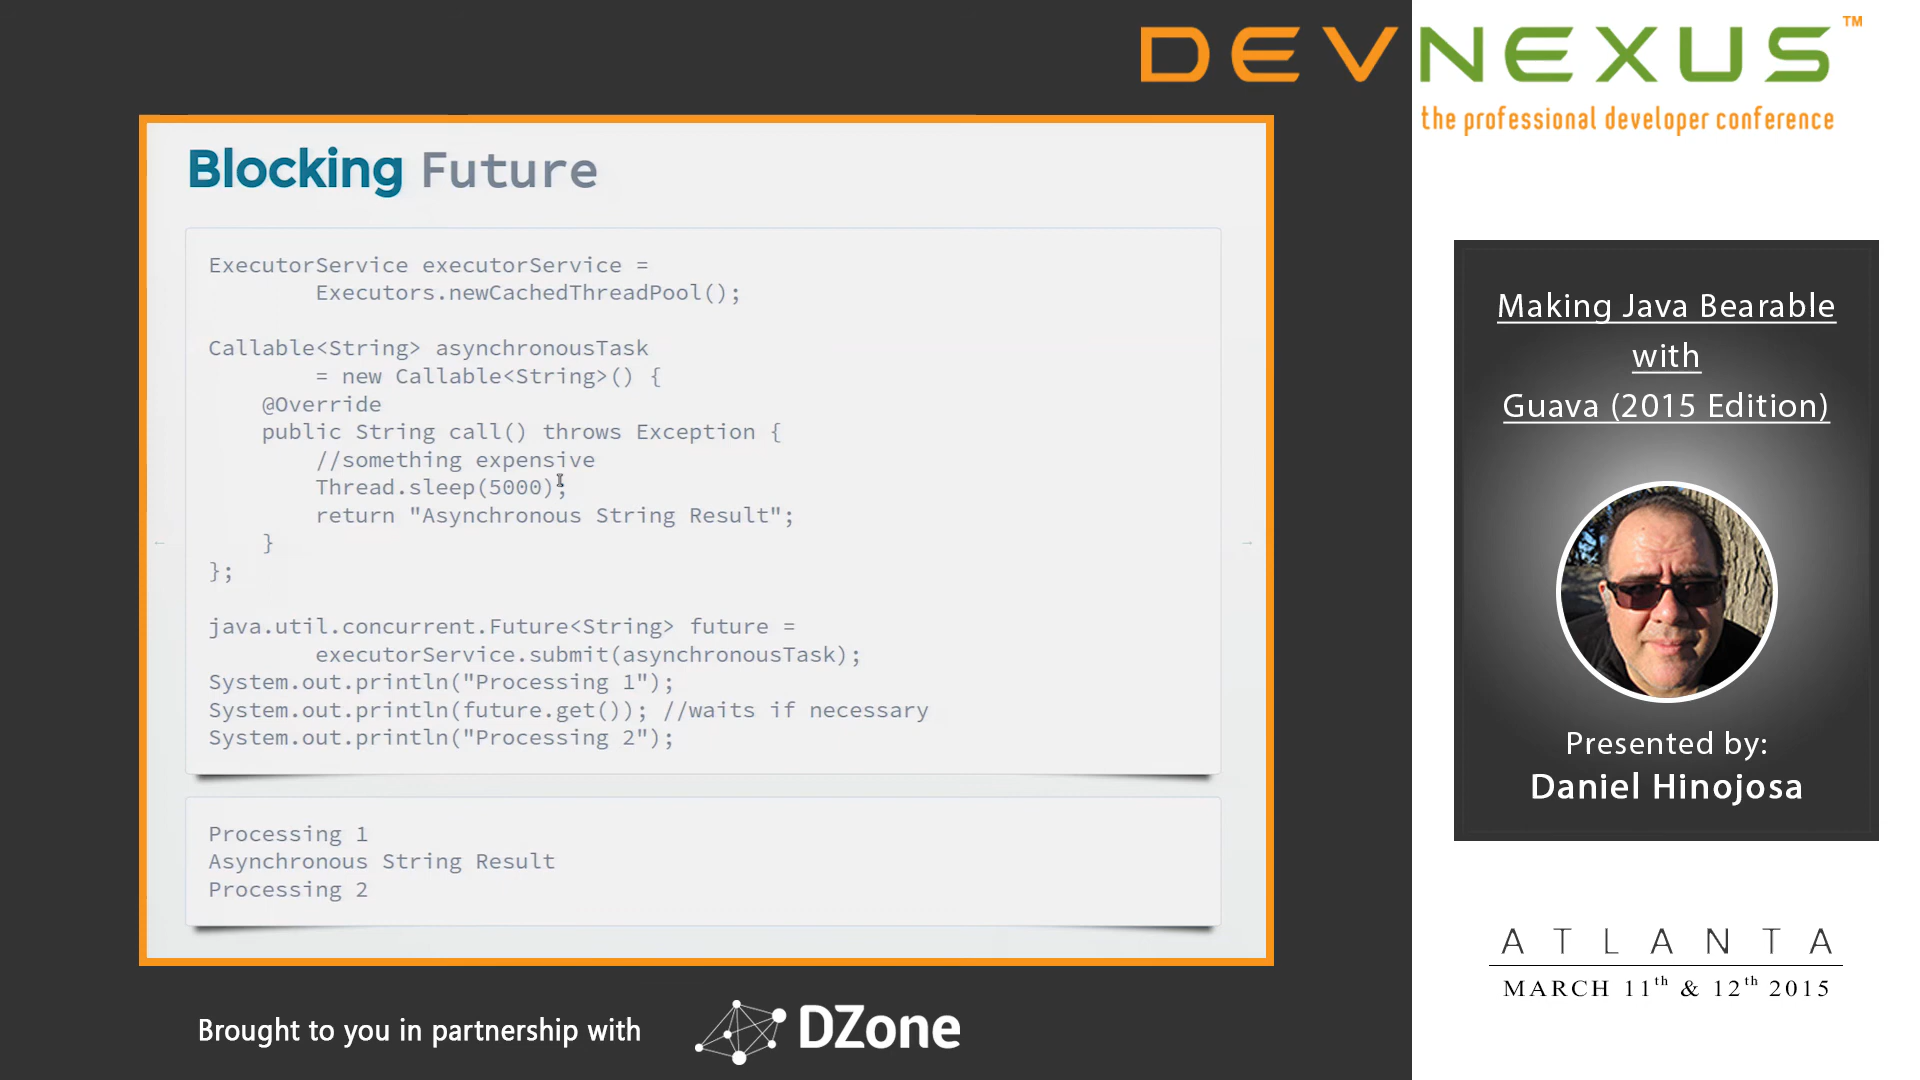 DEVNEXUS™
the professional developer conference
Blocking Future
ExecutorService executorService =
        Executors.newCachedThreadPool();
Callable<String> asynchronousTask
        = new Callable<String>() {
    @Override
    public String call() throws Exception {
        //something expensive
        Thread.sleep(5000);
        return "Asynchronous String Result";
    }
};
java.util.concurrent.Future<String> future =
        executorService.submit(asynchronousTask);
System.out.println("Processing 1");
System.out.println(future.get()); //waits if necessary
System.out.println("Processing 2");
Processing 1
Asynchronous String Result
Processing 2
Making Java Bearable
with
Guava (2015 Edition)
Presented by:
Daniel Hinojosa
ATLANTA
MARCH 11th & 12th 2015
Brought to you in partnership with
DZone